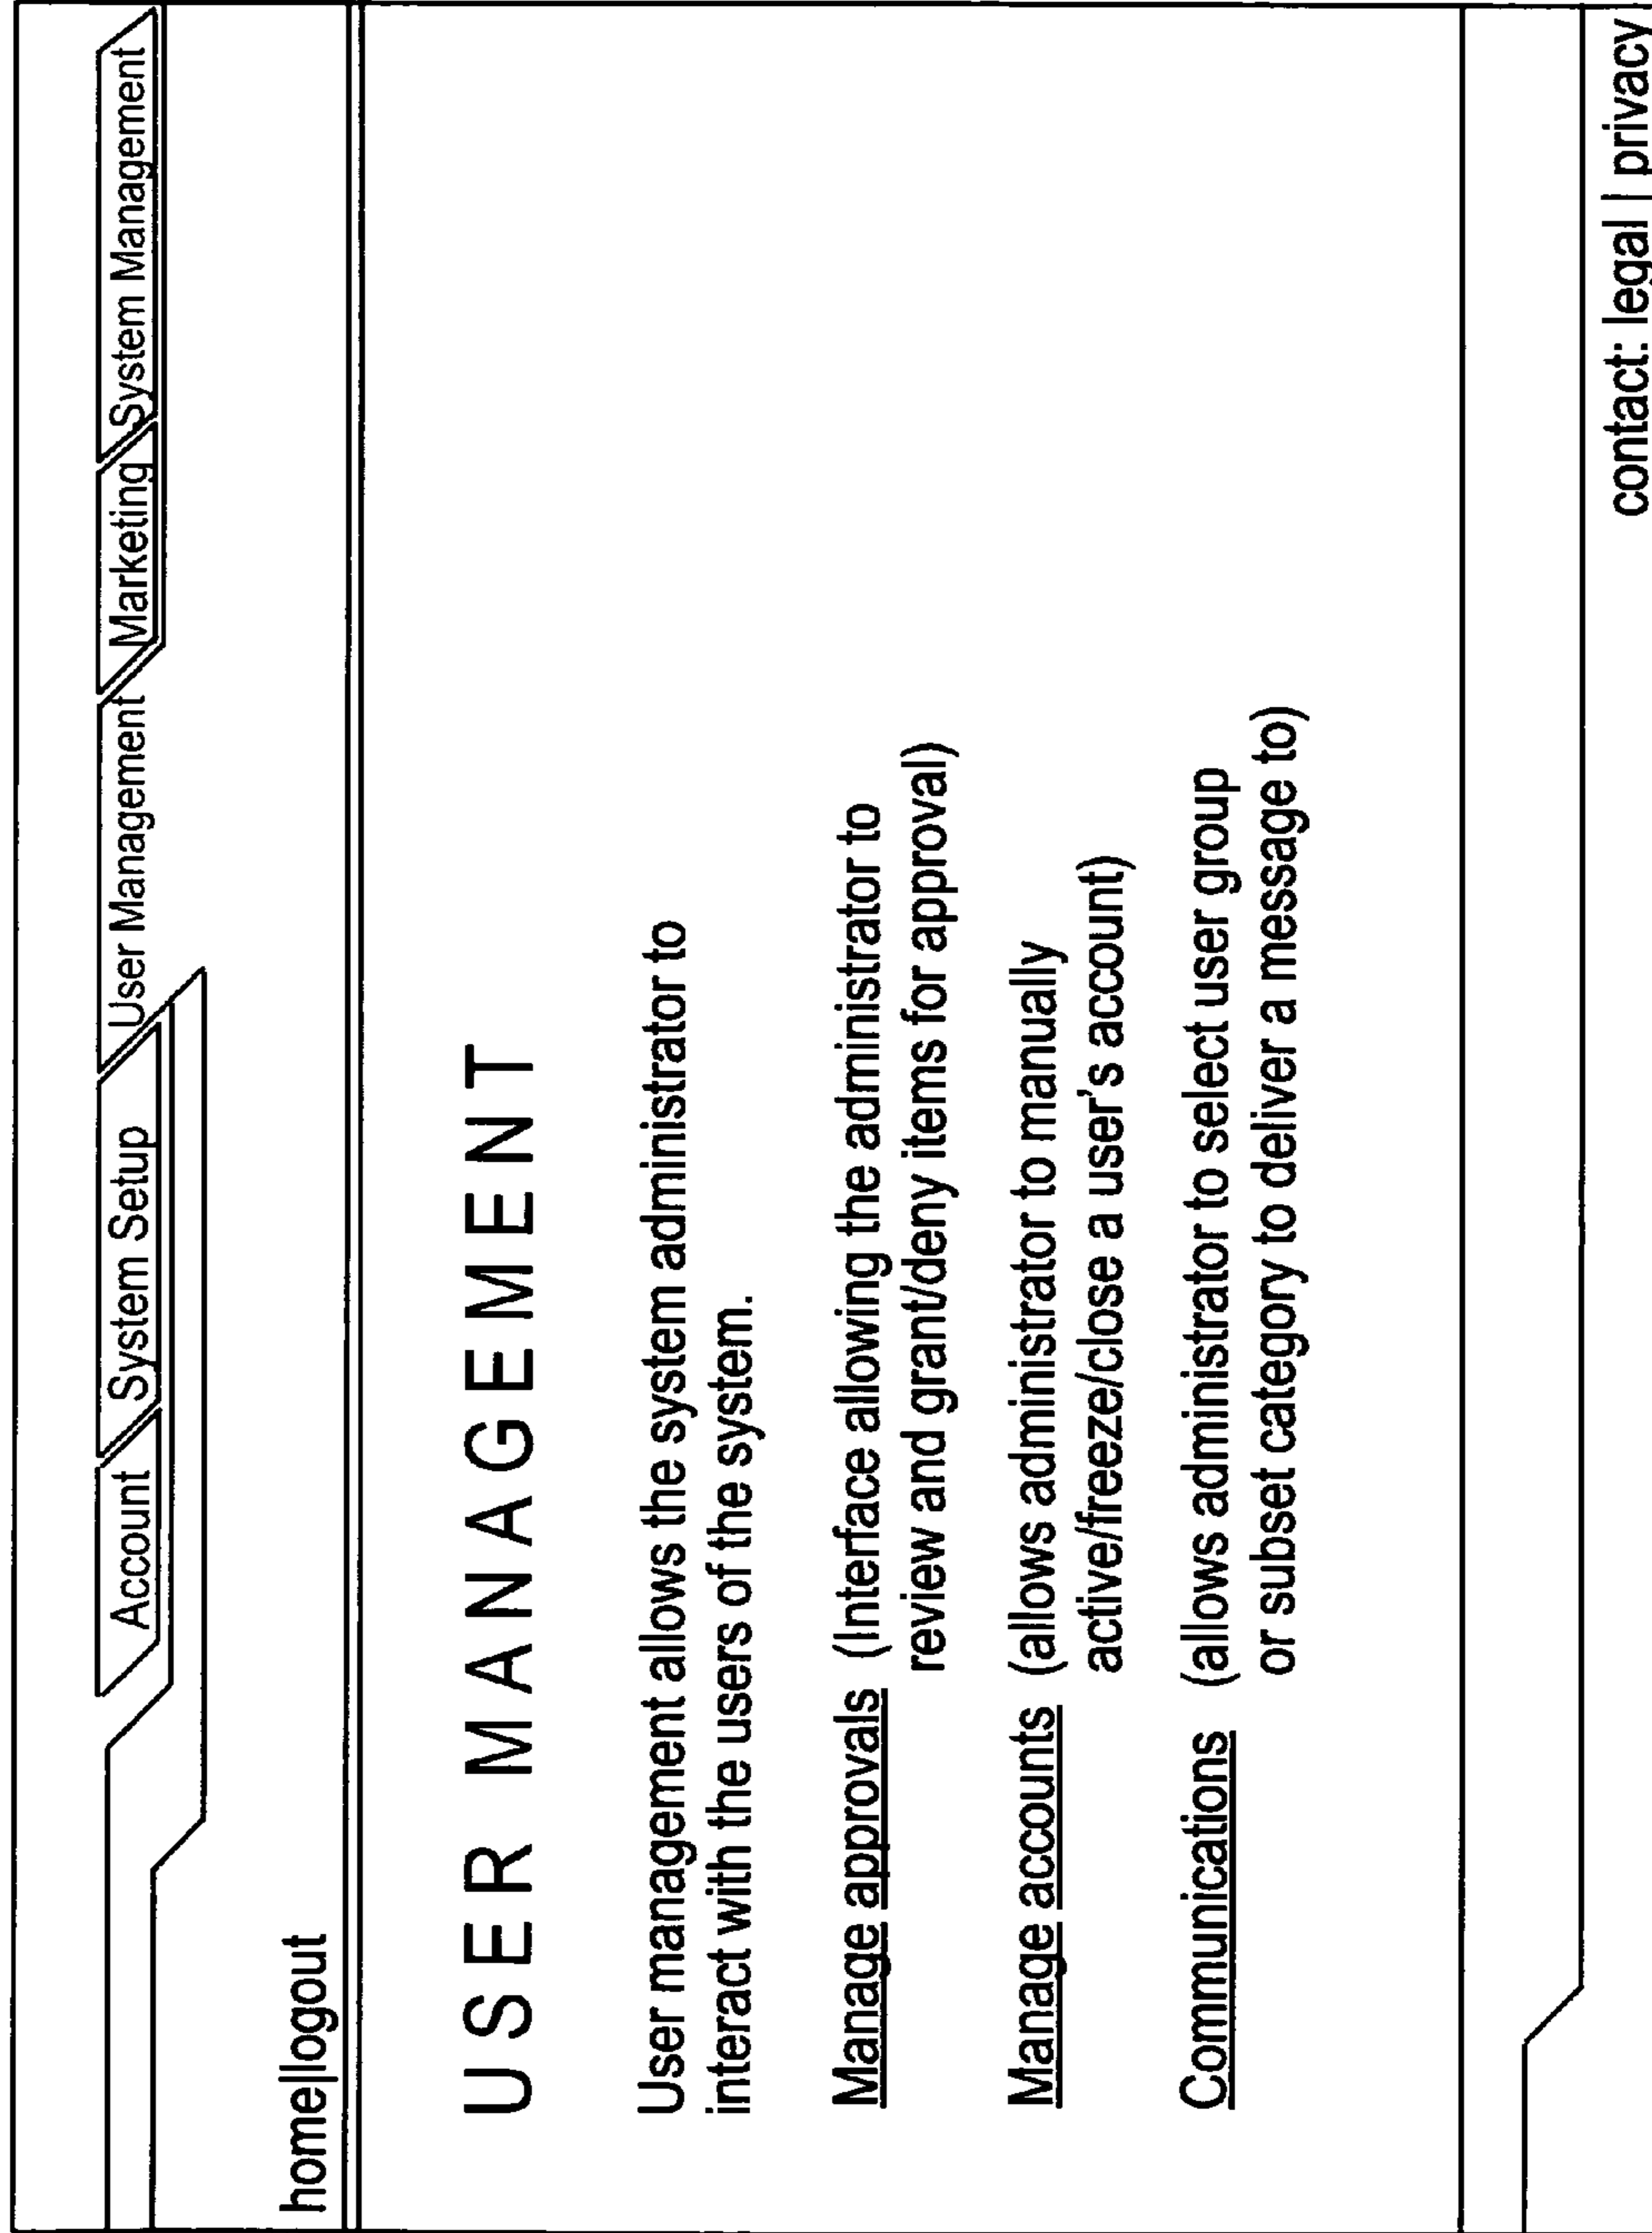 Account System Setup User Management Marketing System Management
home|logout
USER MANAGEMENT
User management allows the system administrator to
interact with the users of the system.
Manage approvals (Interface allowing the administrator to
review and grant/deny items for approval)
Manage accounts (allows administrator to manually
active/freeze/close a user's account)
Communications (allows administrator to select user group
or subset category to deliver a message to)
contact: legal | privacy